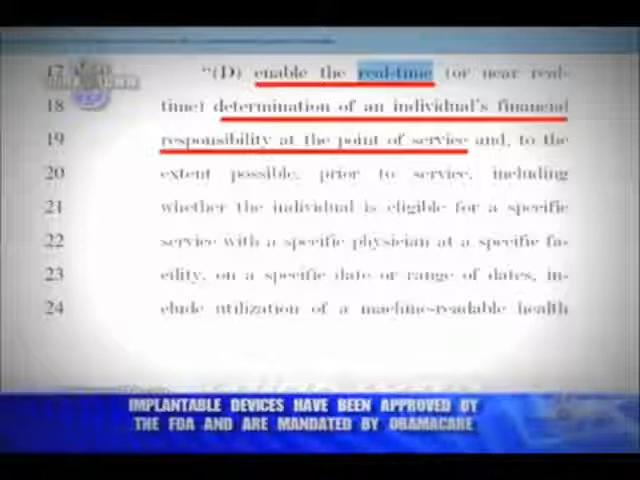 17 “(D) enable the real-time (or near real-
18 time) determination of an individual’s financial
19 responsibility at the point of service and, to the
20 extent possible, prior to service, including
21 whether the individual is eligible for a specific
22 service with a specific physician at a specific fa-
23 cility, on a specific date or range of dates, in-
24 clude utilization of a machine-readable health
IMPLANTABLE DEVICES HAVE BEEN APPROVED BY
THE FDA AND ARE MANDATED BY OBAMACARE